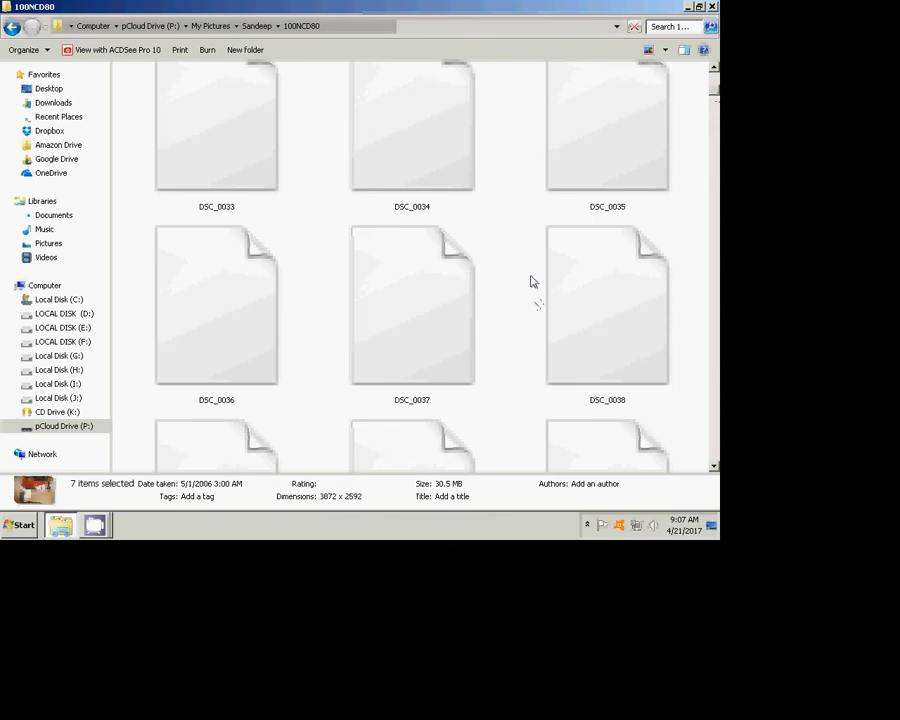 100NCD80
Computer ▸ pCloud Drive (P:) ▸ My Pictures ▸ Sandeep ▸ 100NCD80
Search 1...
Organize View with ACDSee Pro 10 Print Burn New folder
Favorites
Desktop
Downloads
Recent Places
Dropbox
Amazon Drive
Google Drive
OneDrive
Libraries
Documents
Music
Pictures
Videos
Computer
Local Disk (C:)
LOCAL DISK (D:)
LOCAL DISK (E:)
LOCAL DISK (F:)
Local Disk (G:)
Local Disk (H:)
Local Disk (I:)
Local Disk (J:)
CD Drive (K:)
pCloud Drive (P:)
Network
DSC_0033 DSC_0034 DSC_0035
DSC_0036 DSC_0037 DSC_0038
7 items selected Date taken: 5/1/2006 3:00 AM Rating: Size: 30.5 MB Authors: Add an author
Tags: Add a tag Dimensions: 3872 x 2592 Title: Add a title
Start
9:07 AM
4/21/2017